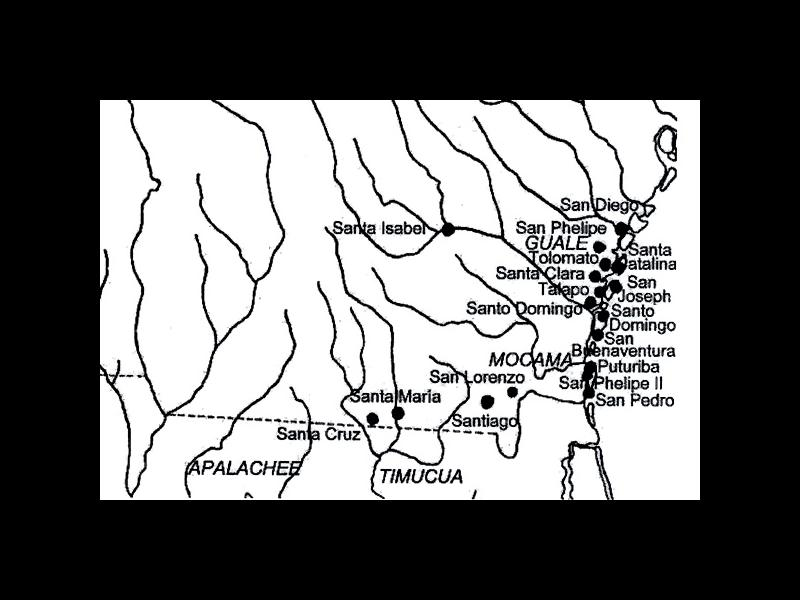 San Diego
Santa Isabel
San Phelipe
GUALE
Santa
Tolomato
Catalina
Santa Clara
San
Talapo
Joseph
Santo Domingo
Santo
Domingo
San
Buenaventura
MOCAMA
Puturiba
San Lorenzo
San Phelipe II
Santa Maria
San Pedro
Santiago
Santa Cruz
APALACHEE
TIMUCUA